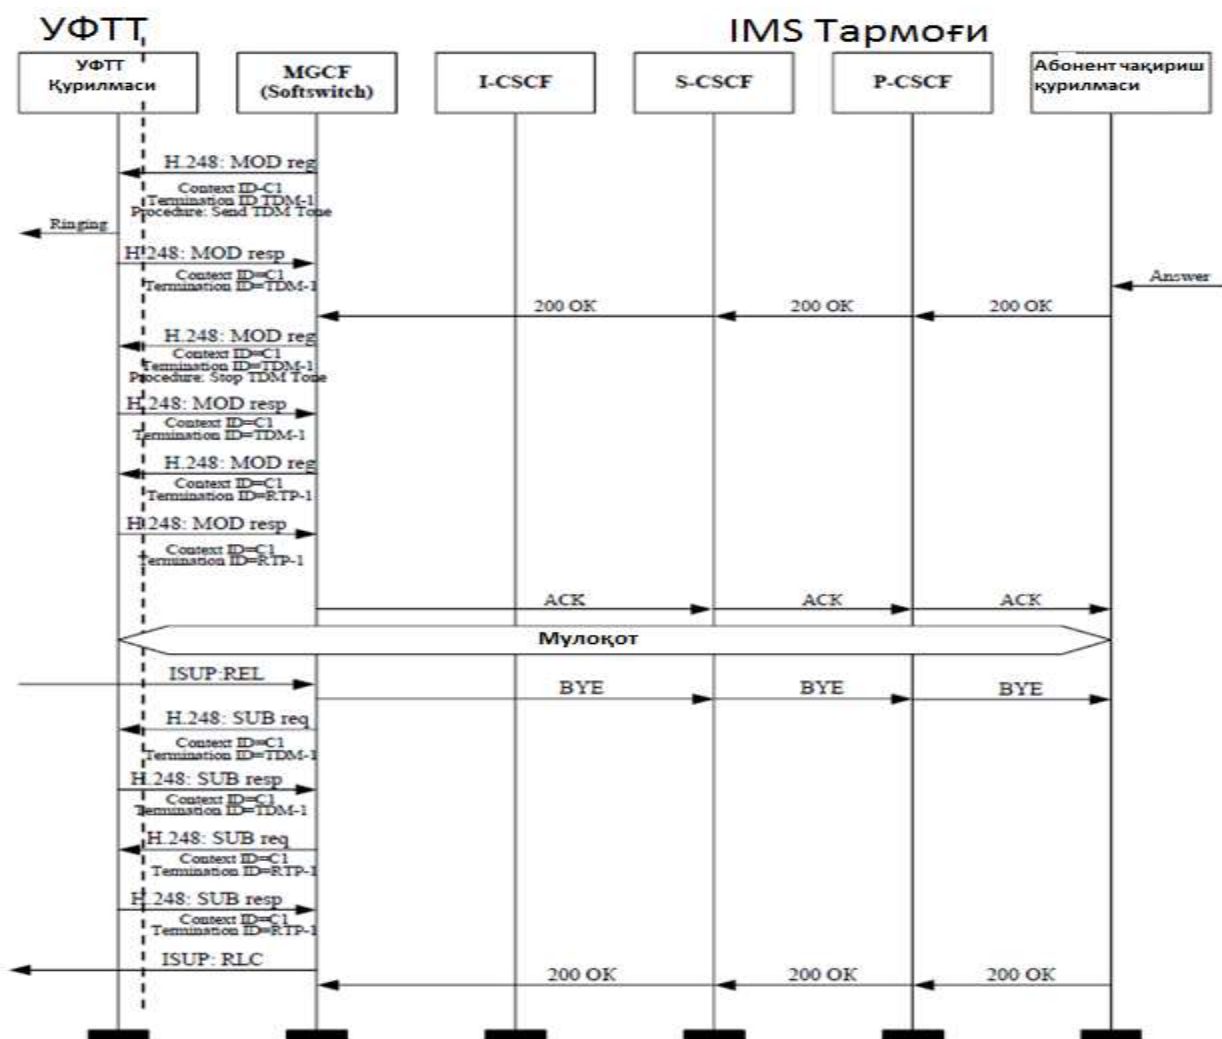 УФТТ
IMS Тармоғи
УФТТ
Қурилмаси
MGCF
(Softswitch)
I-CSCF
S-CSCF
P-CSCF
Абонент чақириш
қурилмаси
H.248: MOD reg
Context ID-C1
Termination ID TDM-1
Procedure: Send TDM Tone
Ringing
H.248: MOD resp
Context ID=C1
Termination ID=TDM-1
Answer
200 OK
200 OK
200 OK
H.248: MOD reg
Context ID=C1
Termination ID=TDM-1
Procedure: Stop TDM Tone
H.248: MOD resp
Context ID=C1
Termination ID=TDM-1
H.248: MOD reg
Context ID=C1
Termination ID=RTP-1
H.248: MOD resp
Context ID=C1
Termination ID=RTP-1
ACK
ACK
ACK
Мулоқот
ISUP:REL
BYE
BYE
BYE
H.248: SUB req
Context ID=C1
Termination ID=TDM-1
H.248: SUB resp
Context ID=C1
Termination ID=TDM-1
H.248: SUB req
Context ID=C1
Termination ID=RTP-1
H.248: SUB resp
Context ID=C1
Termination ID=RTP-1
ISUP: RLC
200 OK
200 OK
200 OK